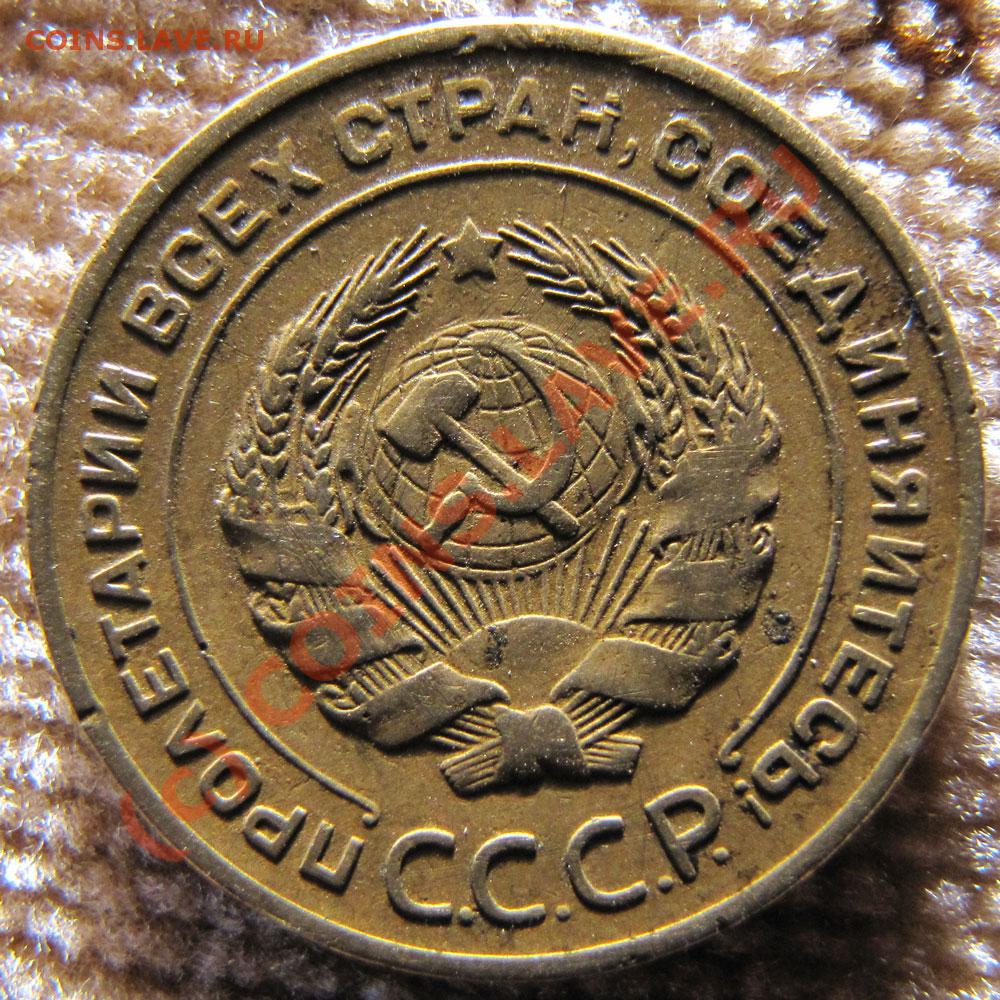 COINS.LAVE.RU
ПРОЛЕТАРИИ ВСЕХ СТРАН, СОЕДИНЯЙТЕСЬ!
С.С.С.Р.
COINS.LAVE.RU